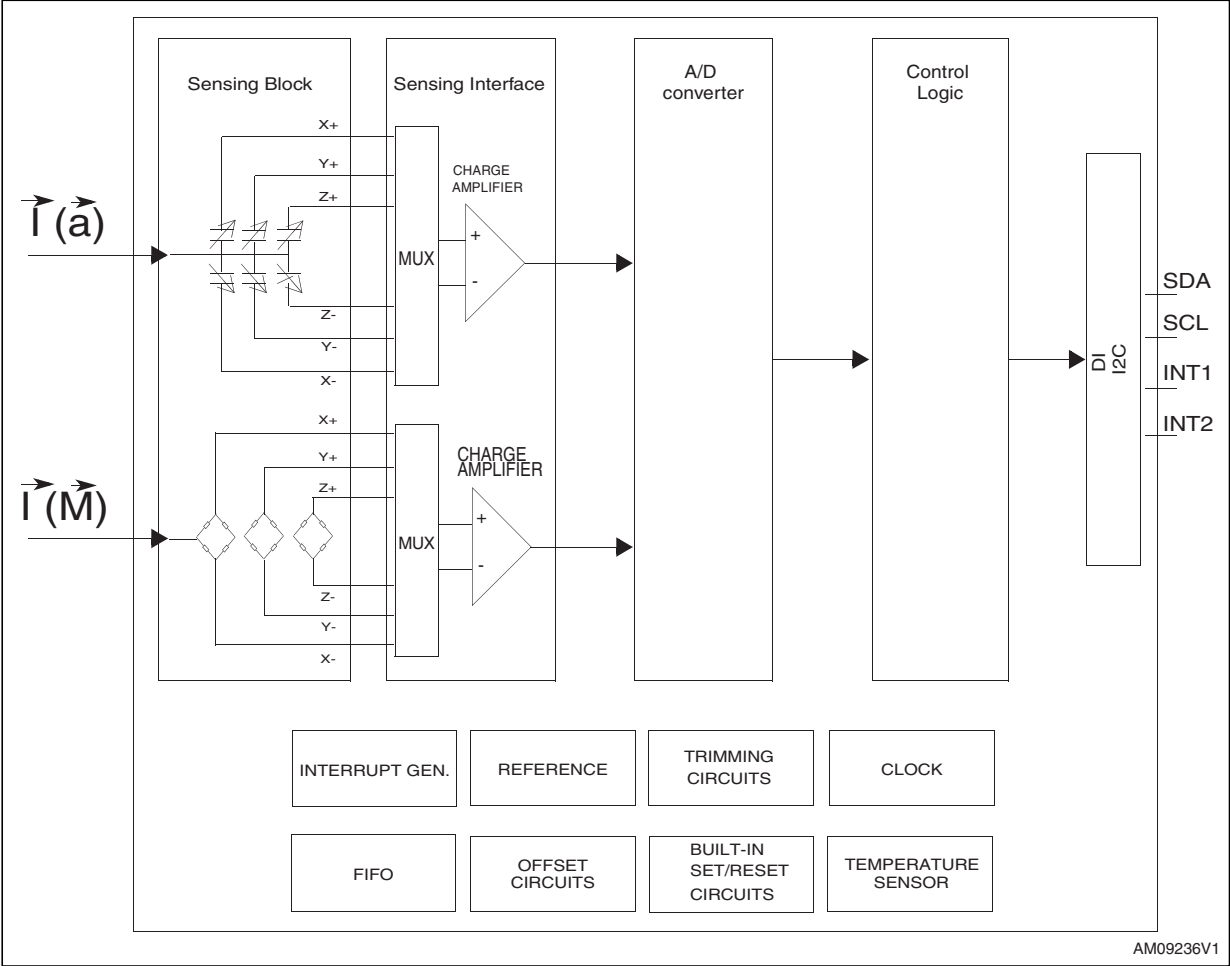 Sensing Block
Sensing Interface
A/D
converter
Control
Logic
X+
Y+
Z+
Z-
Y-
X-
MUX
CHARGE
AMPLIFIER
+
-
I (a)
X+
Y+
Z+
Z-
Y-
X-
MUX
CHARGE
AMPLIFIER
+
-
I (M)
DI
I2C
SDA
SCL
INT1
INT2
INTERRUPT GEN.
REFERENCE
TRIMMING
CIRCUITS
CLOCK
FIFO
OFFSET
CIRCUITS
BUILT-IN
SET/RESET
CIRCUITS
TEMPERATURE
SENSOR
AM09236V1